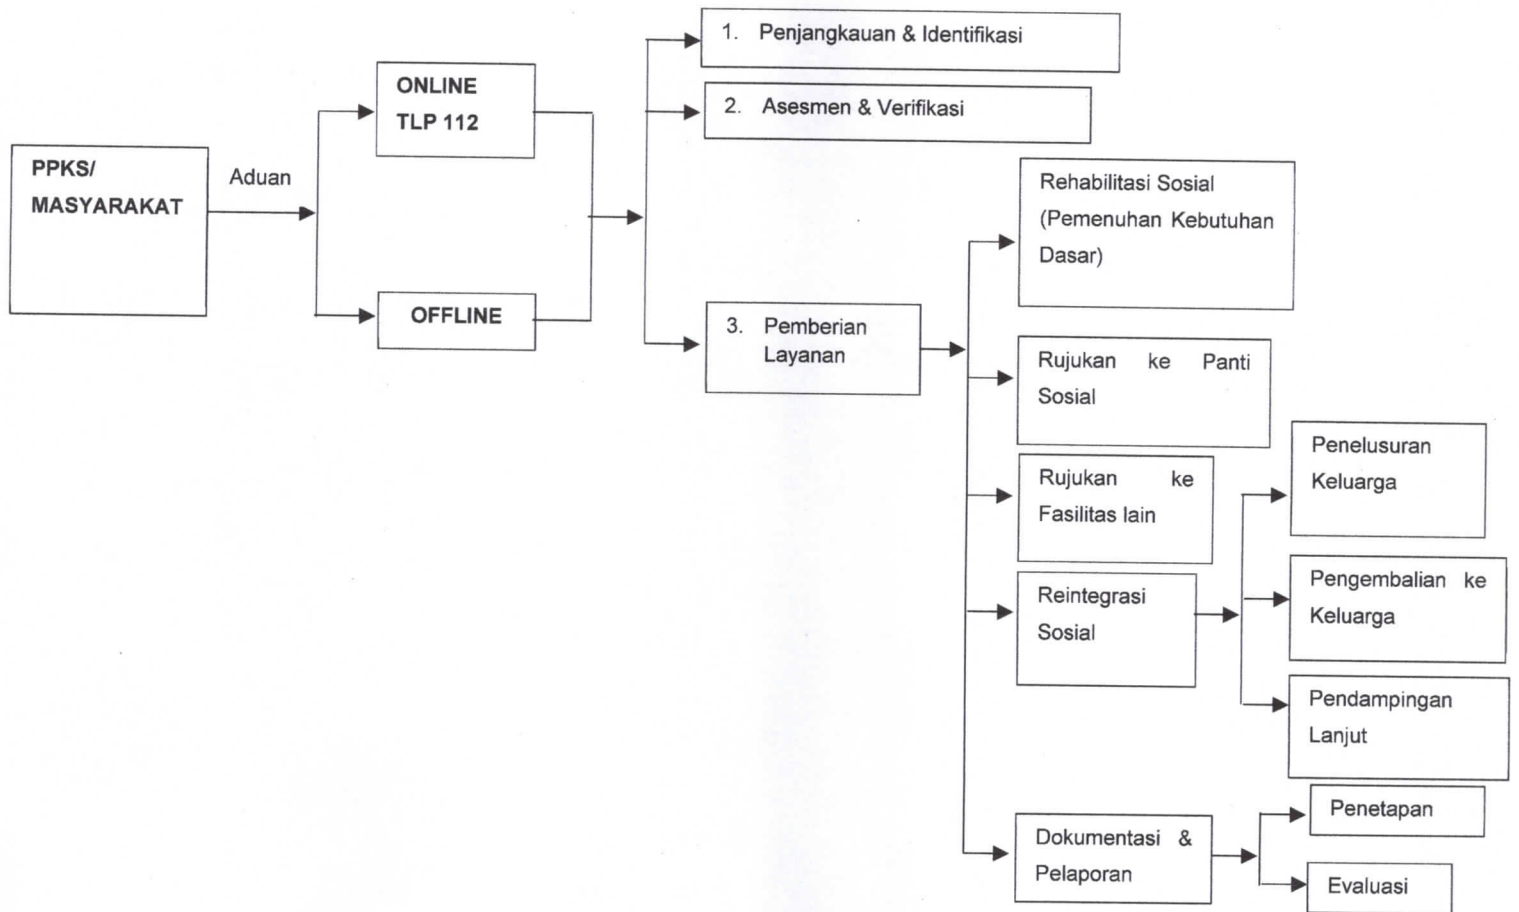 PPKS/
MASYARAKAT
Aduan
ONLINE
TLP 112
OFFLINE
1. Penjangkauan & Identifikasi
2. Asesmen & Verifikasi
3. Pemberian
Layanan
Rehabilitasi Sosial
(Pemenuhan Kebutuhan
Dasar)
Rujukan ke Panti
Sosial
Rujukan ke
Fasilitas lain
Reintegrasi
Sosial
Penelusuran
Keluarga
Pengembalian ke
Keluarga
Pendampingan
Lanjut
Dokumentasi &
Pelaporan
Penetapan
Evaluasi